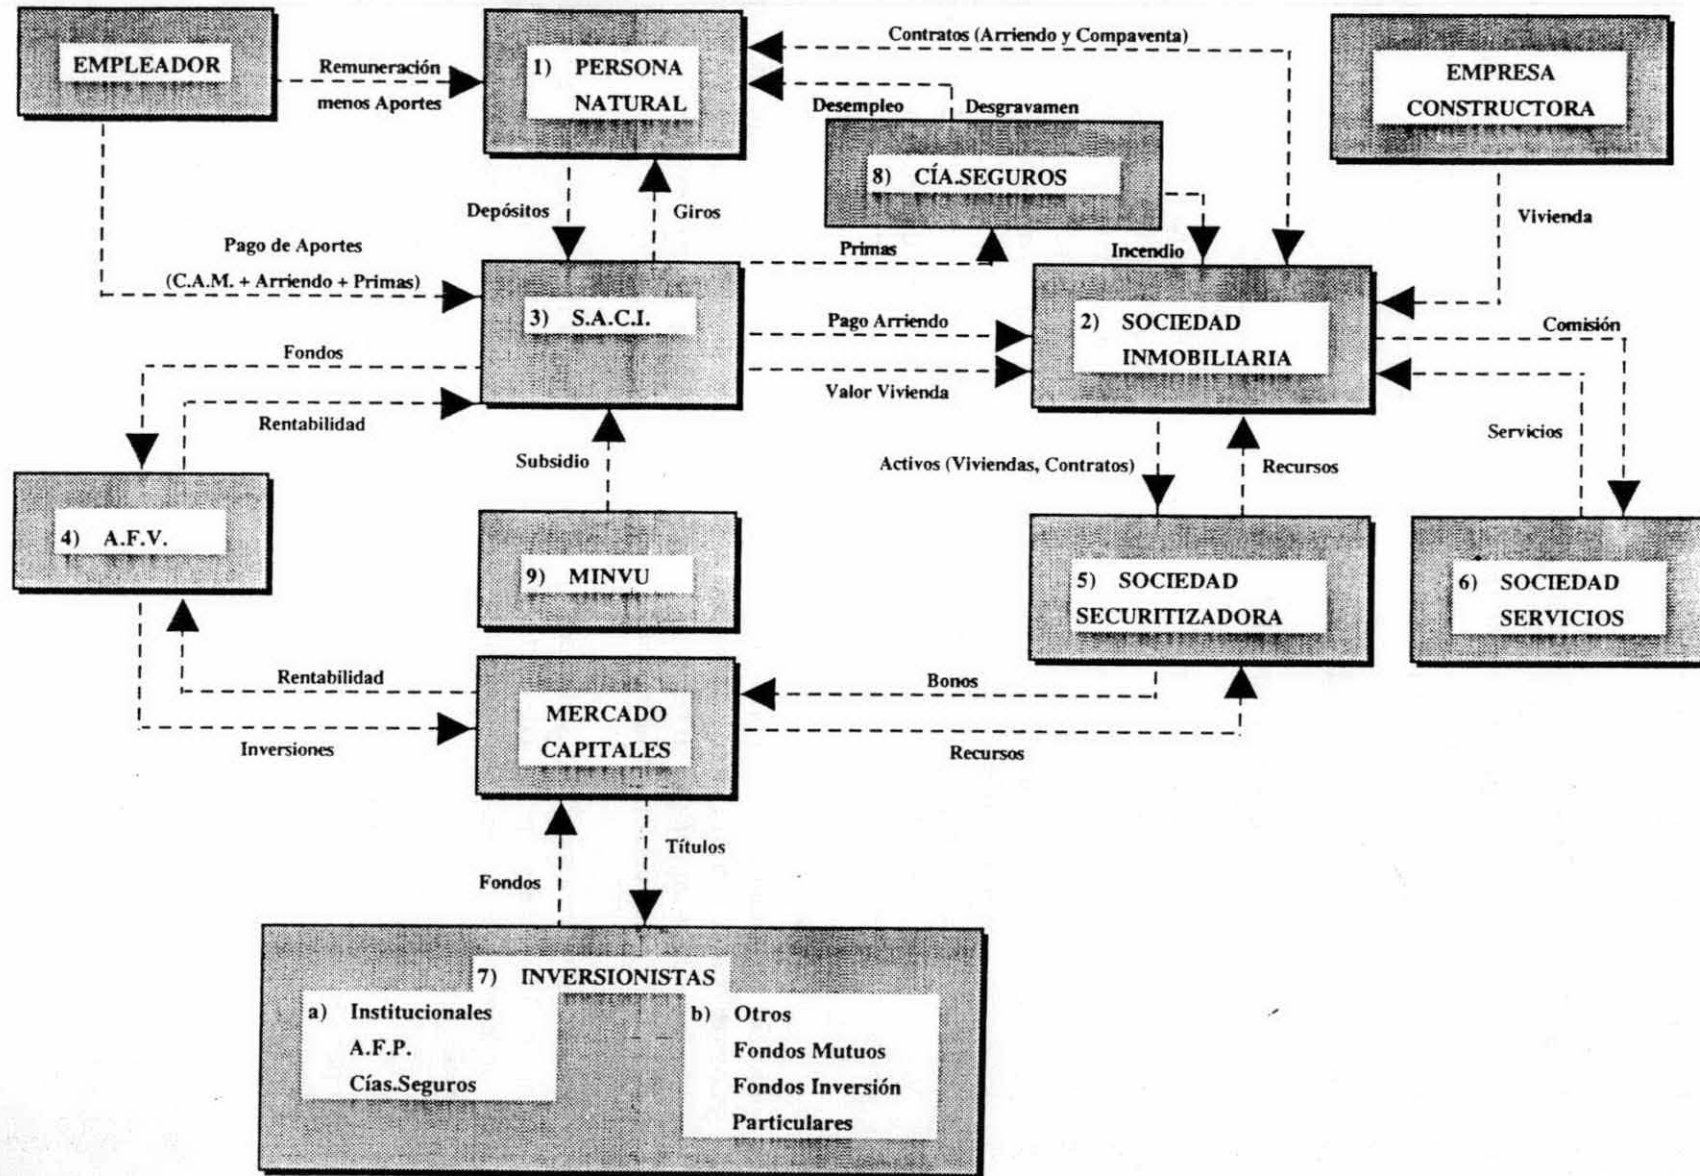 EMPLEADOR
Remuneración
menos Aportes
1) PERSONA
NATURAL
Contratos (Arriendo y Compaventa)
Desempleo
Desgravamen
EMPRESA
CONSTRUCTORA
8) CÍA.SEGUROS
Depósitos
Giros
Vivienda
Pago de Aportes
(C.A.M. + Arriendo + Primas)
Primas
Incendio
3) S.A.C.I.
Pago Arriendo
Valor Vivienda
2) SOCIEDAD
INMOBILIARIA
Comisión
Fondos
Rentabilidad
Servicios
Subsidio
Activos (Viviendas, Contratos)
Recursos
4) A.F.V.
9) MINVU
5) SOCIEDAD
SECURITIZADORA
6) SOCIEDAD
SERVICIOS
Rentabilidad
Inversiones
MERCADO
CAPITALES
Bonos
Recursos
Títulos
Fondos
7) INVERSIONISTAS
a) Institucionales
A.F.P.
Cías.Seguros
b) Otros
Fondos Mutuos
Fondos Inversión
Particulares